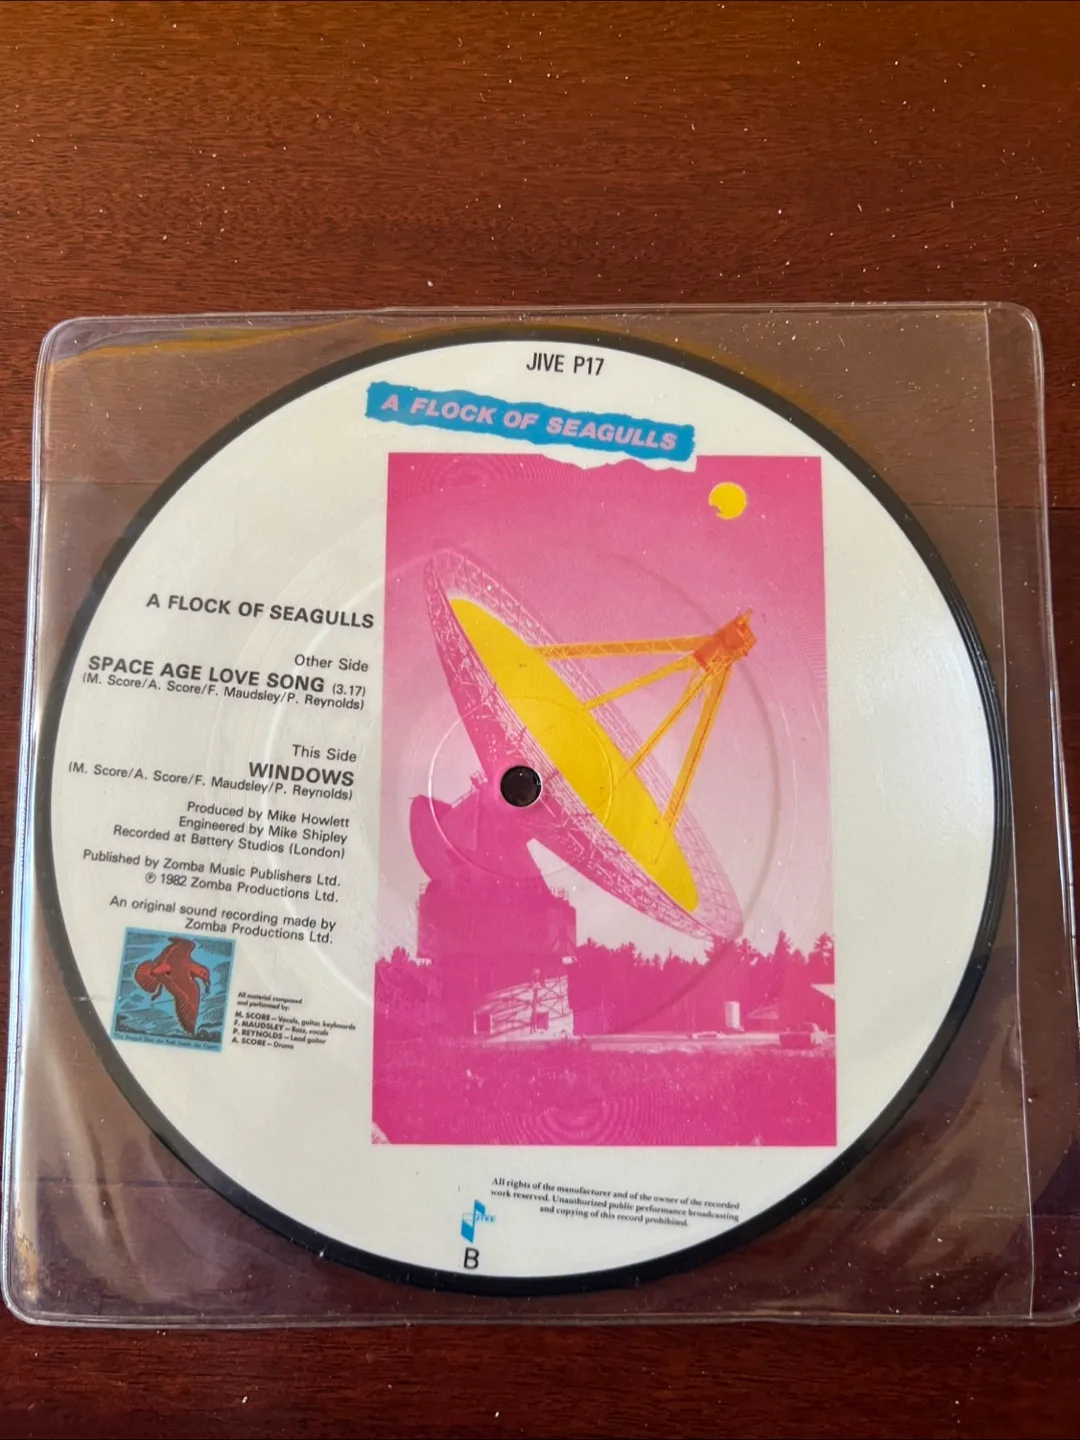 JIVE P17
A FLOCK OF SEAGULLS
A FLOCK OF SEAGULLS
Other Side
SPACE AGE LOVE SONG (3.17)
(M. Score/A. Score/F. Maudsley/P. Reynolds)
This Side
WINDOWS
(M. Score/A. Score/F. Maudsley/P. Reynolds)
Produced by Mike Howlett
Engineered by Mike Shipley
Recorded at Battery Studios (London)
Published by Zomba Music Publishers Ltd.
℗ 1982 Zomba Productions Ltd.
An original sound recording made by
Zomba Productions Ltd.
All material composed
and performed by:
M. SCORE – Vocals, guitar, keyboards
F. MAUDSLEY – Bass, vocals
P. REYNOLDS – Lead guitar
A. SCORE – Drums
All rights of the manufacturer and of the owner of the recorded
work reserved. Unauthorized public performance broadcasting
and copying of this record prohibited.
JIVE
B